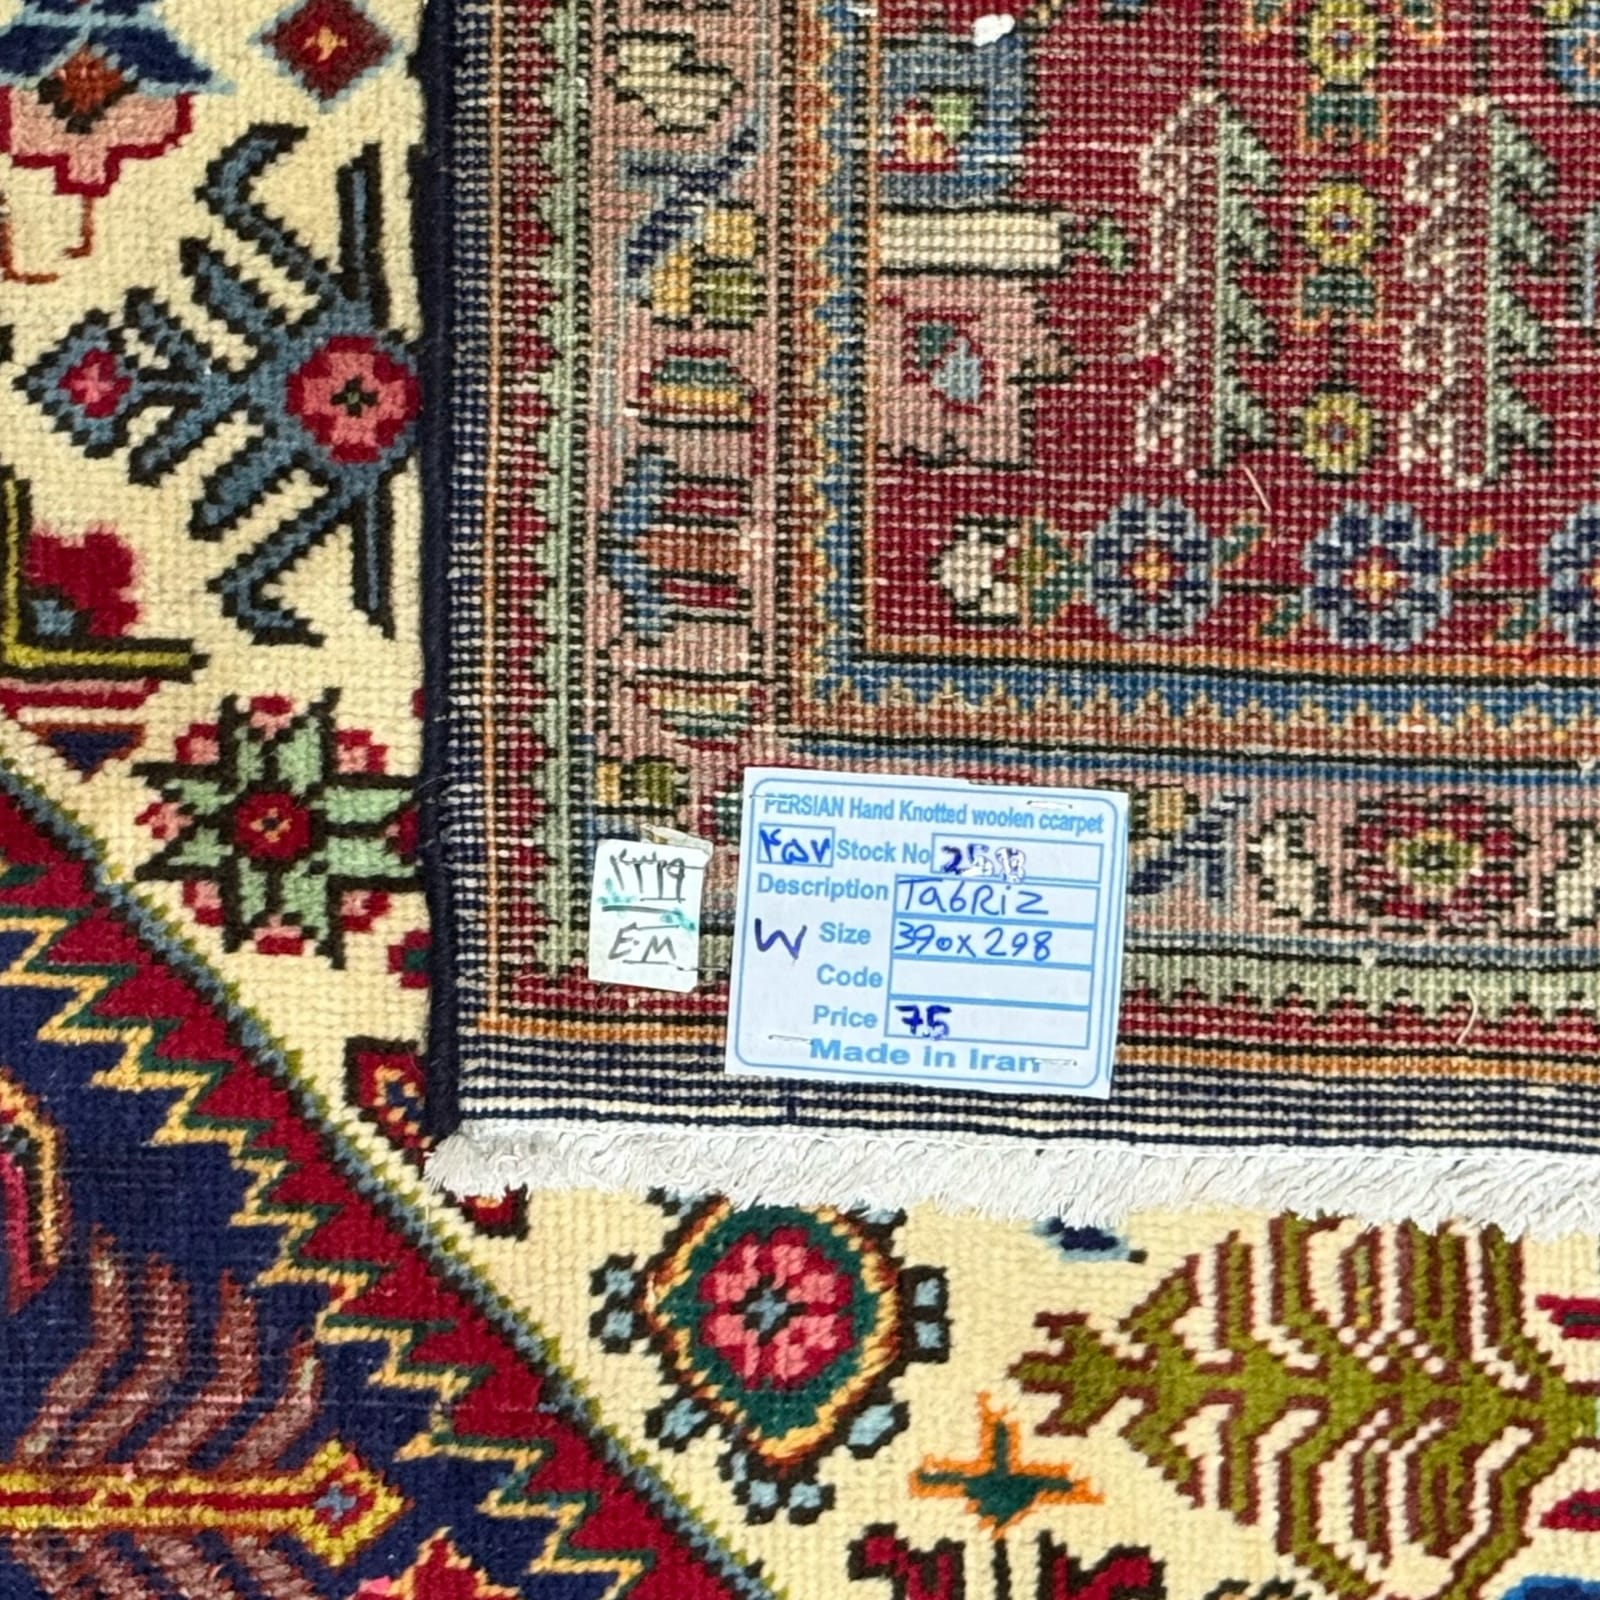 PERSIAN Hand Knotted woolen ccarpet
۴۵۷ Stock No
Description TabRiz
W Size 390x298
Code
Price 75
Made in Iran
E.M